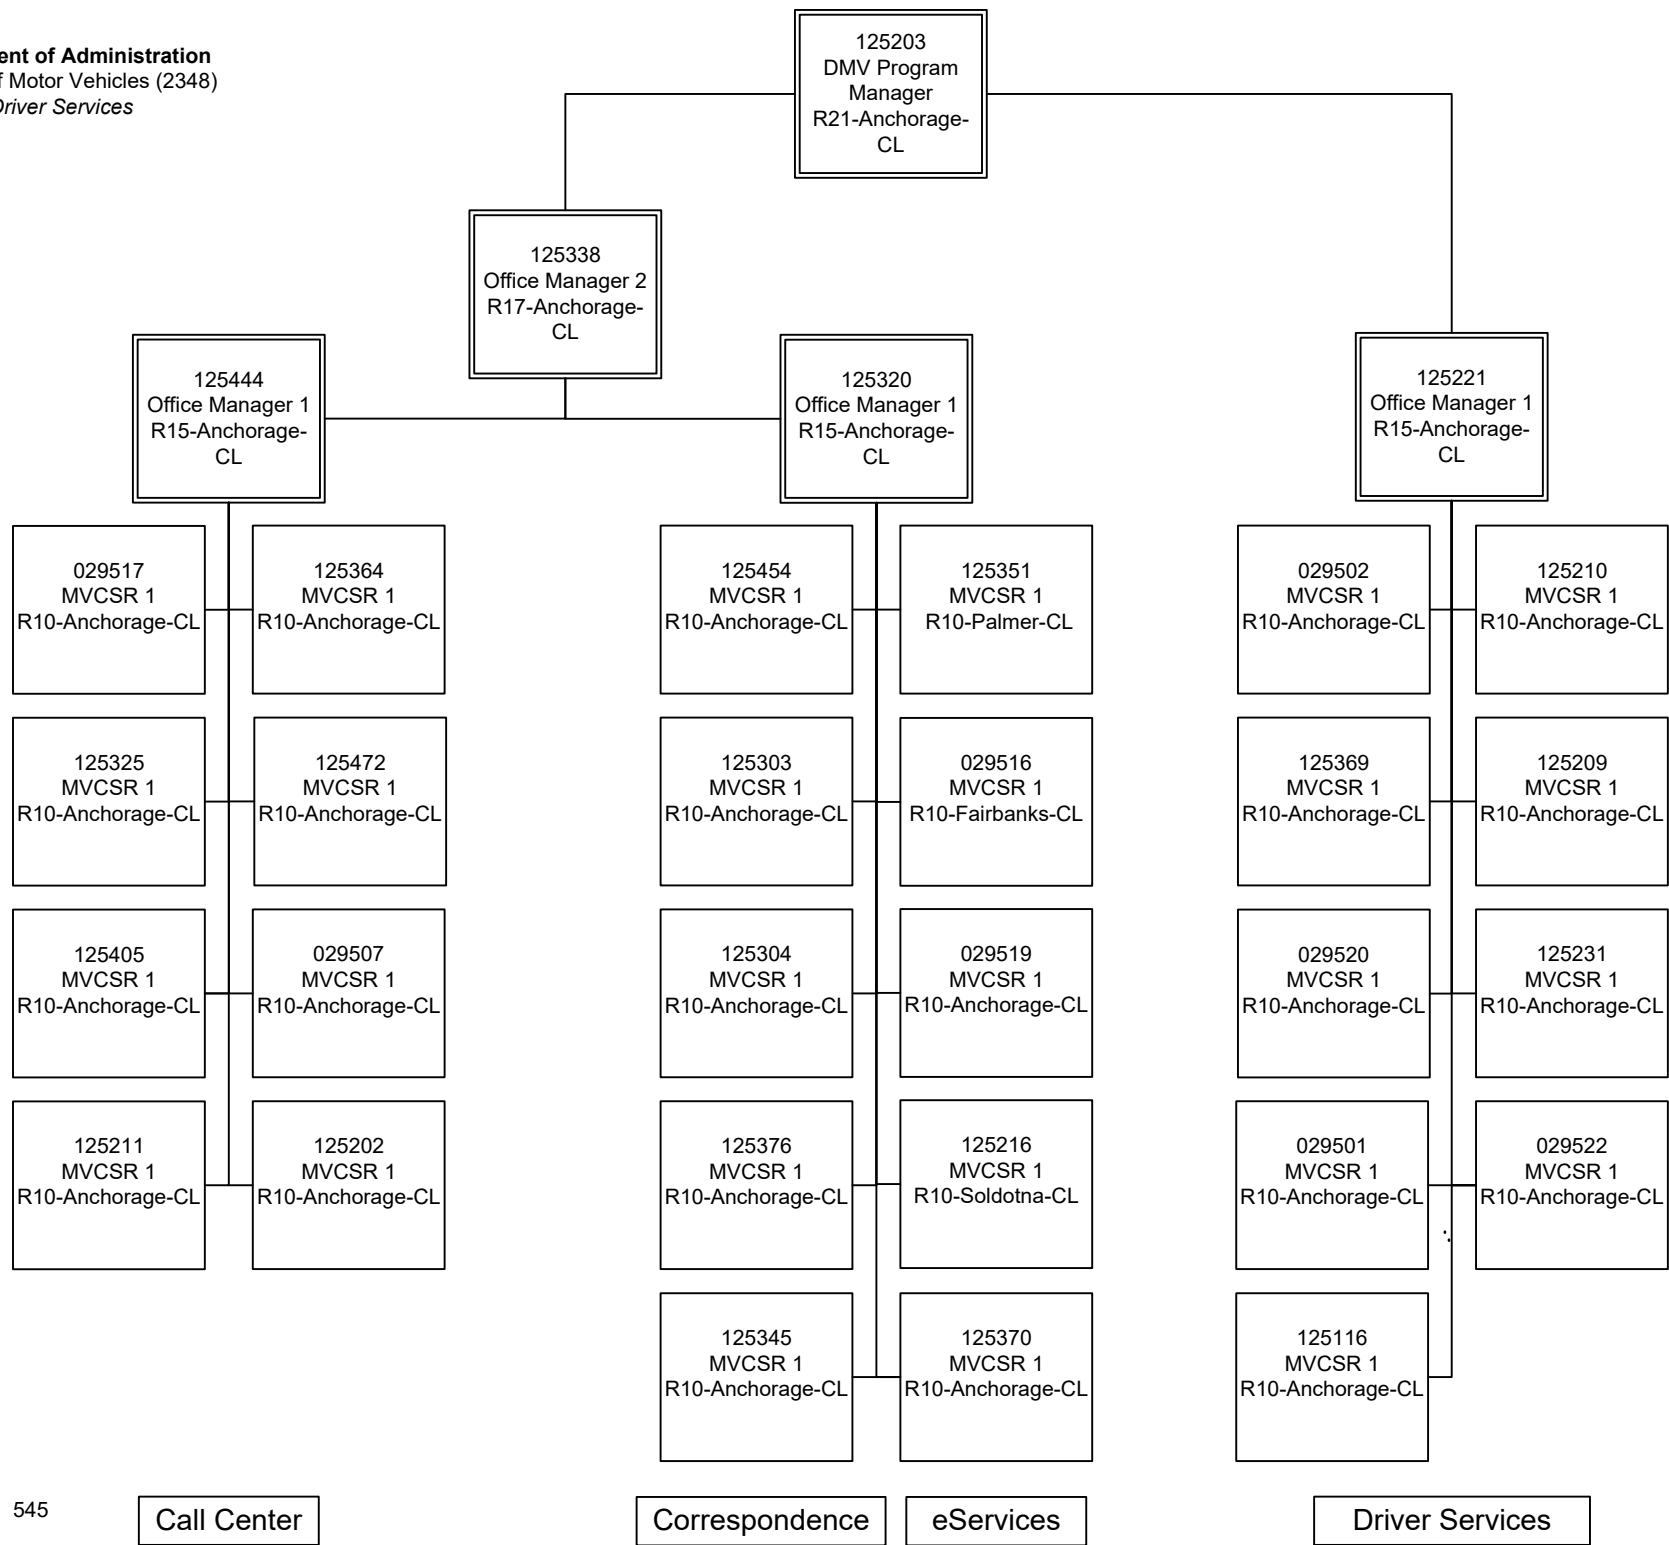 ent of Administration
f Motor Vehicles (2348)
Driver Services
125203
DMV Program
Manager
R21-Anchorage-
CL
125338
Office Manager 2
R17-Anchorage-
CL
125444
Office Manager 1
R15-Anchorage-
CL
125320
Office Manager 1
R15-Anchorage-
CL
125221
Office Manager 1
R15-Anchorage-
CL
029517
MVCSR 1
R10-Anchorage-CL
125364
MVCSR 1
R10-Anchorage-CL
125454
MVCSR 1
R10-Anchorage-CL
125351
MVCSR 1
R10-Palmer-CL
029502
MVCSR 1
R10-Anchorage-CL
125210
MVCSR 1
R10-Anchorage-CL
125325
MVCSR 1
R10-Anchorage-CL
125472
MVCSR 1
R10-Anchorage-CL
125303
MVCSR 1
R10-Anchorage-CL
029516
MVCSR 1
R10-Fairbanks-CL
125369
MVCSR 1
R10-Anchorage-CL
125209
MVCSR 1
R10-Anchorage-CL
125405
MVCSR 1
R10-Anchorage-CL
029507
MVCSR 1
R10-Anchorage-CL
125304
MVCSR 1
R10-Anchorage-CL
029519
MVCSR 1
R10-Anchorage-CL
029520
MVCSR 1
R10-Anchorage-CL
125231
MVCSR 1
R10-Anchorage-CL
125211
MVCSR 1
R10-Anchorage-CL
125202
MVCSR 1
R10-Anchorage-CL
125376
MVCSR 1
R10-Anchorage-CL
125216
MVCSR 1
R10-Soldotna-CL
029501
MVCSR 1
R10-Anchorage-CL
029522
MVCSR 1
R10-Anchorage-CL
125345
MVCSR 1
R10-Anchorage-CL
125370
MVCSR 1
R10-Anchorage-CL
125116
MVCSR 1
R10-Anchorage-CL
545
Call Center
Correspondence
eServices
Driver Services